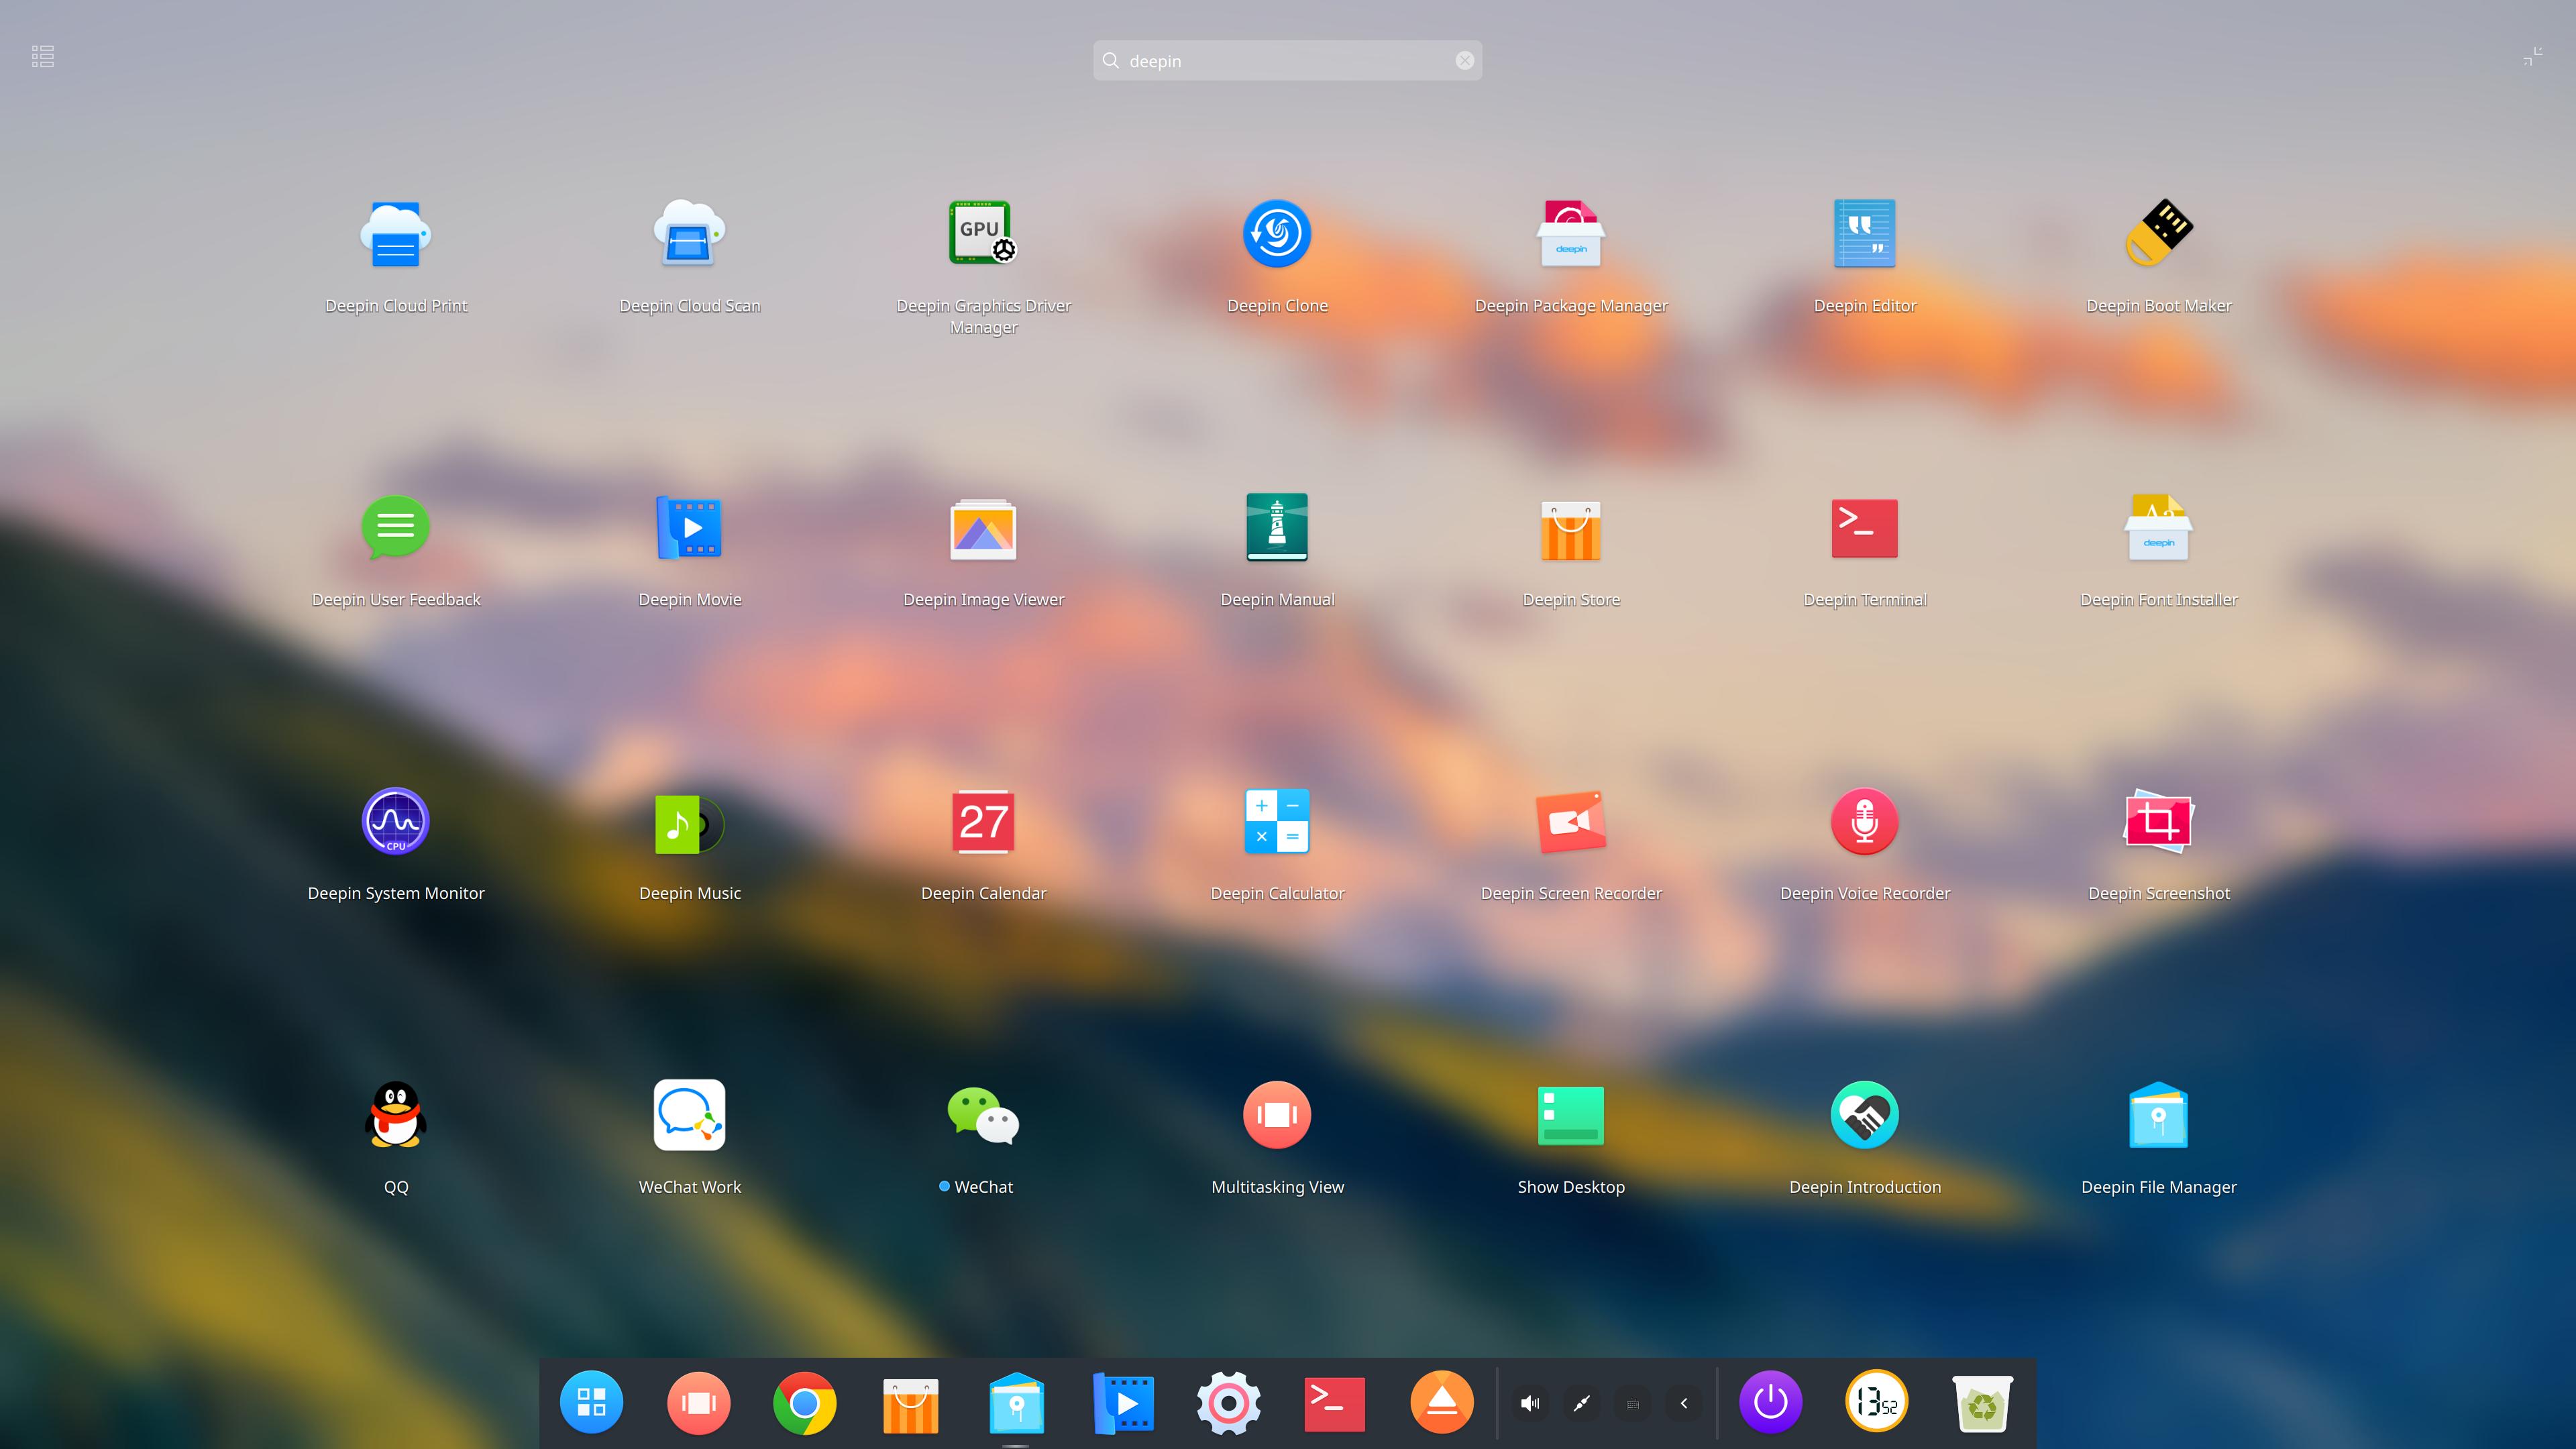 deepin
GPU
deepin
Deepin Cloud Print
Deepin Cloud Scan
Deepin Graphics Driver
Manager
Deepin Clone
Deepin Package Manager
Deepin Editor
Deepin Boot Maker
Aa
deepin
Deepin User Feedback
Deepin Movie
Deepin Image Viewer
Deepin Manual
Deepin Store
Deepin Terminal
Deepin Font Installer
CPU
27
Deepin System Monitor
Deepin Music
Deepin Calendar
Deepin Calculator
Deepin Screen Recorder
Deepin Voice Recorder
Deepin Screenshot
QQ
WeChat Work
WeChat
Multitasking View
Show Desktop
Deepin Introduction
Deepin File Manager
13 52